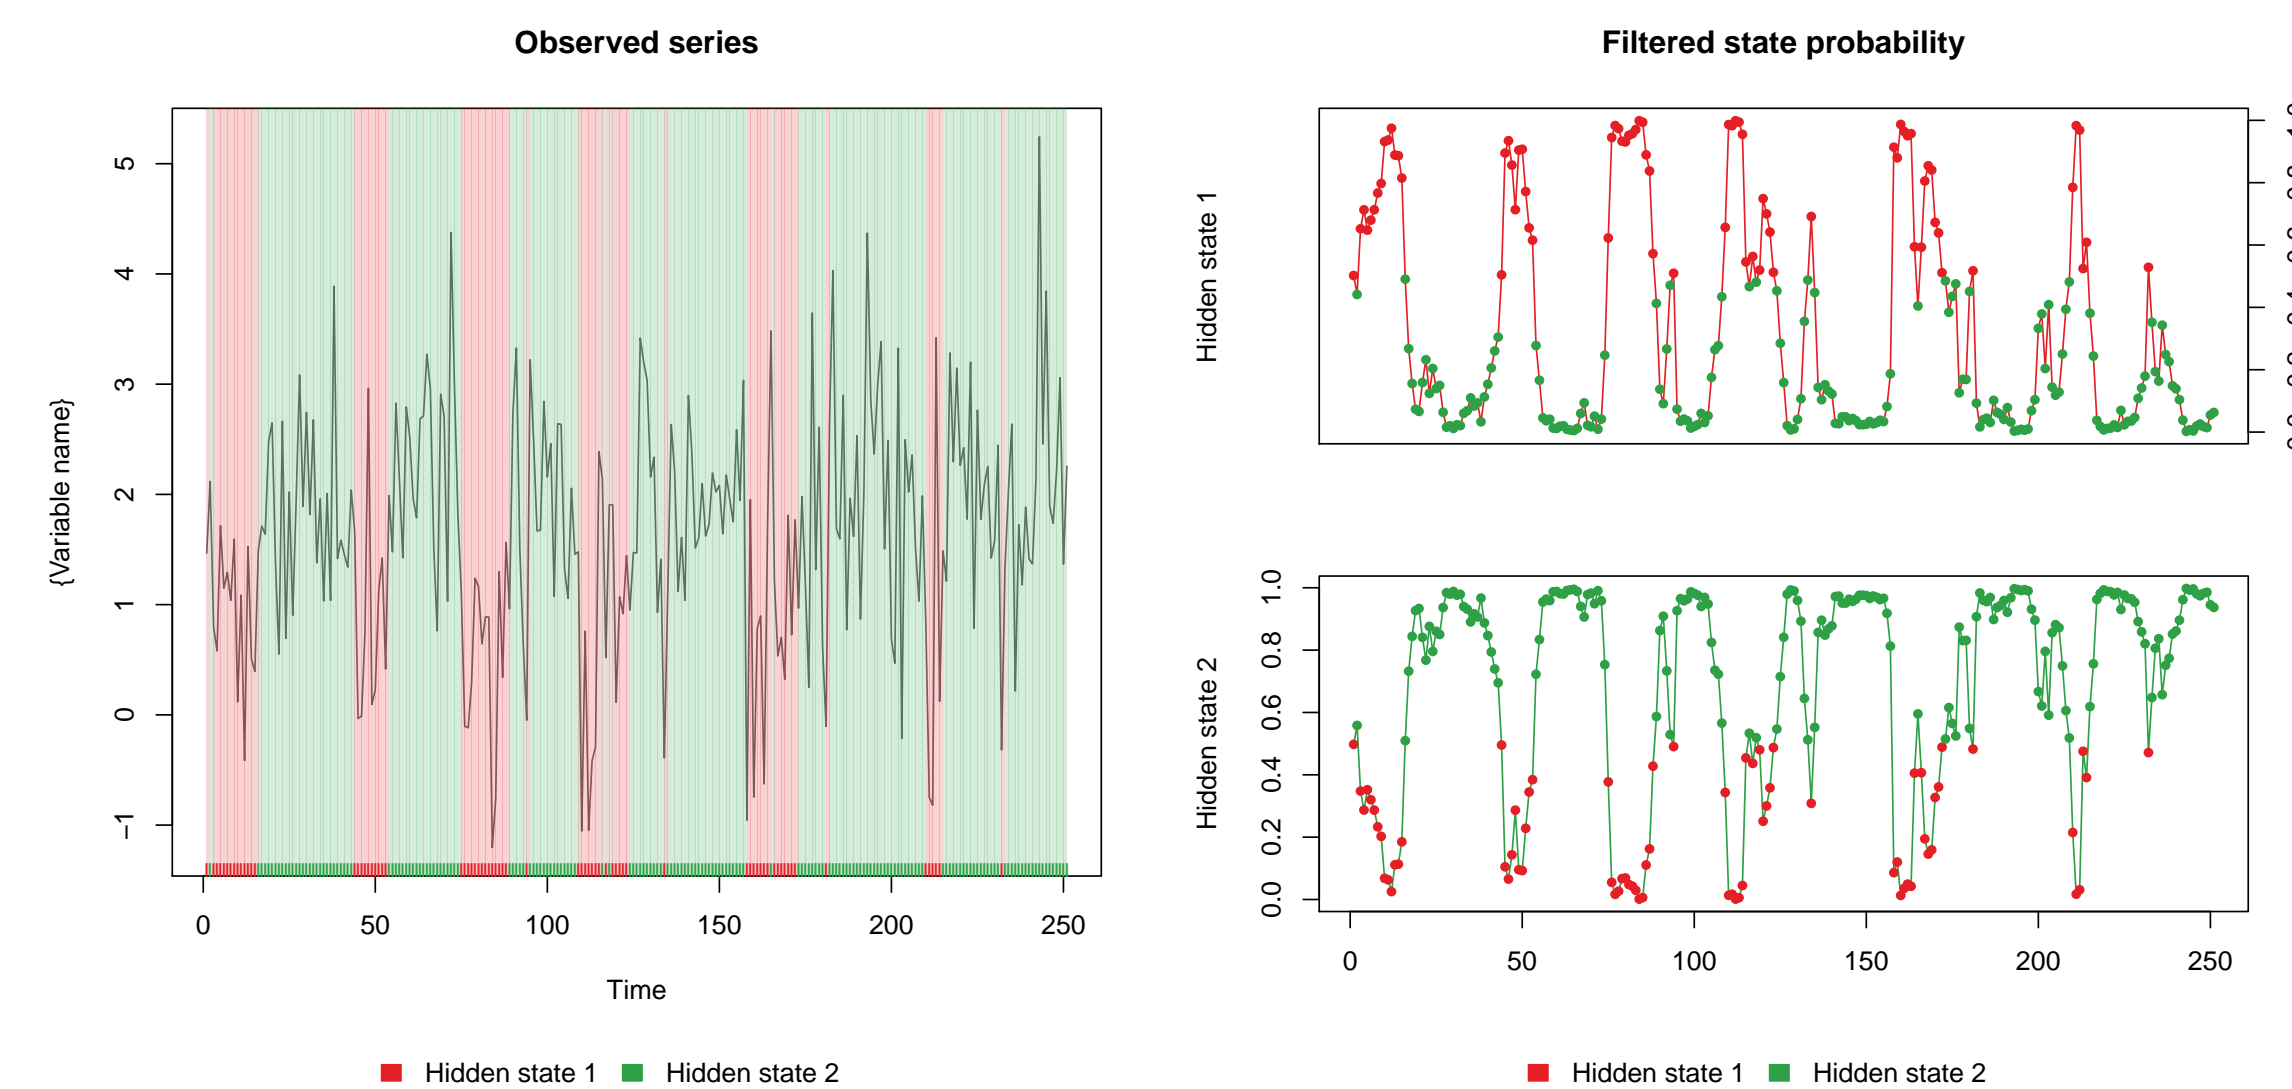 Observed series
{Variable name}
5
4
3
2
1
0
−1
0 50 100 150 200 250
Time
Hidden state 1 Hidden state 2
Filtered state probability
Hidden state 1
Hidden state 2
1.0
0.8
0.6
0.4
0.2
0.0
0 50 100 150 200 250
Hidden state 1 Hidden state 2